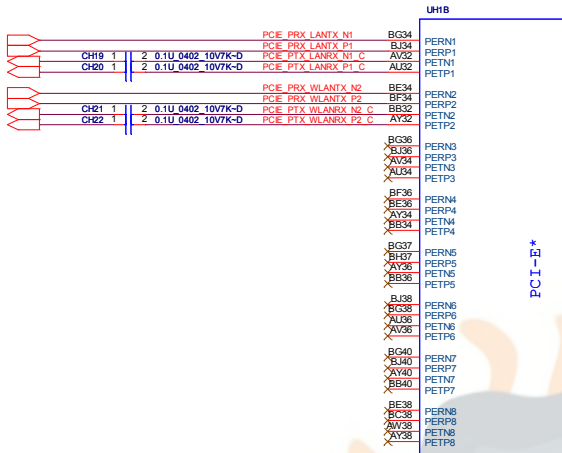 UH1B
PCIE_PRX_LANTX_N1 BG34 PERN1
PCIE_PRX_LANTX_P1 BJ34 PERP1
CH19 1 2 0.1U_0402_10V7K~D PCIE_PTX_LANRX_N1_C AV32 PETN1
CH20 1 2 0.1U_0402_10V7K~D PCIE_PTX_LANRX_P1_C AU32 PETP1
PCIE_PRX_WLANTX_N2 BE34 PERN2
PCIE_PRX_WLANTX_P2 BF34 PERP2
CH21 1 2 0.1U_0402_10V7K~D PCIE_PTX_WLANRX_N2_C BB32 PETN2
CH22 1 2 0.1U_0402_10V7K~D PCIE_PTX_WLANRX_P2_C AY32 PETP2
BG36 PERN3
BJ36 PERP3
AV34 PETN3
AU34 PETP3
BF36 PERN4
BE36 PERP4
AY34 PETN4
BB34 PETP4
BG37 PERN5
BH37 PERP5
AY36 PETN5
BB36 PETP5
PCI-E*
BJ38 PERN6
BG38 PERP6
AU36 PETN6
AV36 PETP6
BG40 PERN7
BJ40 PERP7
AY40 PETN7
BB40 PETP7
BE38 PERN8
BC38 PERP8
AW38 PETN8
AY38 PETP8